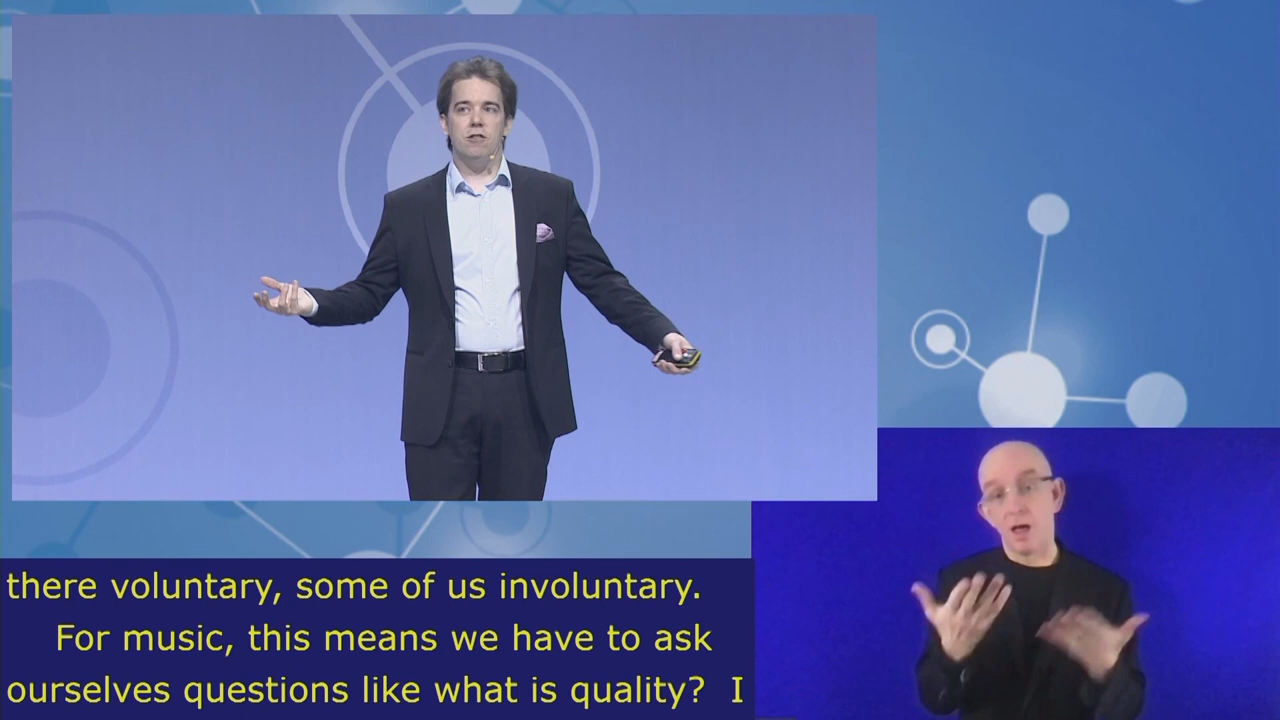 there voluntary, some of us involuntary.
For music, this means we have to ask
ourselves questions like what is quality? I